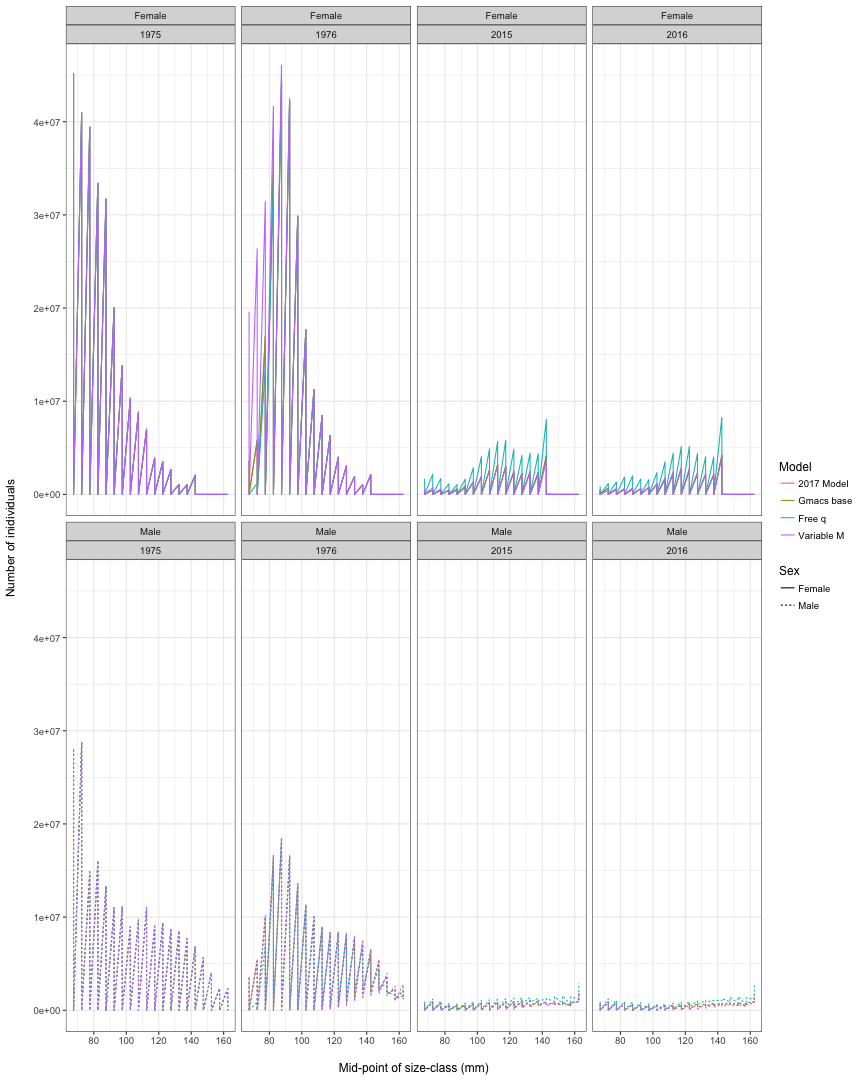 Female Female Female Female
1975 1976 2015 2016
4e+07
3e+07
2e+07
1e+07
0e+00
Male Male Male Male
1975 1976 2015 2016
4e+07
3e+07
2e+07
1e+07
0e+00
80 100 120 140 160 80 100 120 140 160 80 100 120 140 160 80 100 120 140 160
Mid-point of size-class (mm)
Number of inidividuals
Model
2017 Model
Gmacs base
Free q
Variable M
Sex
Female
Male